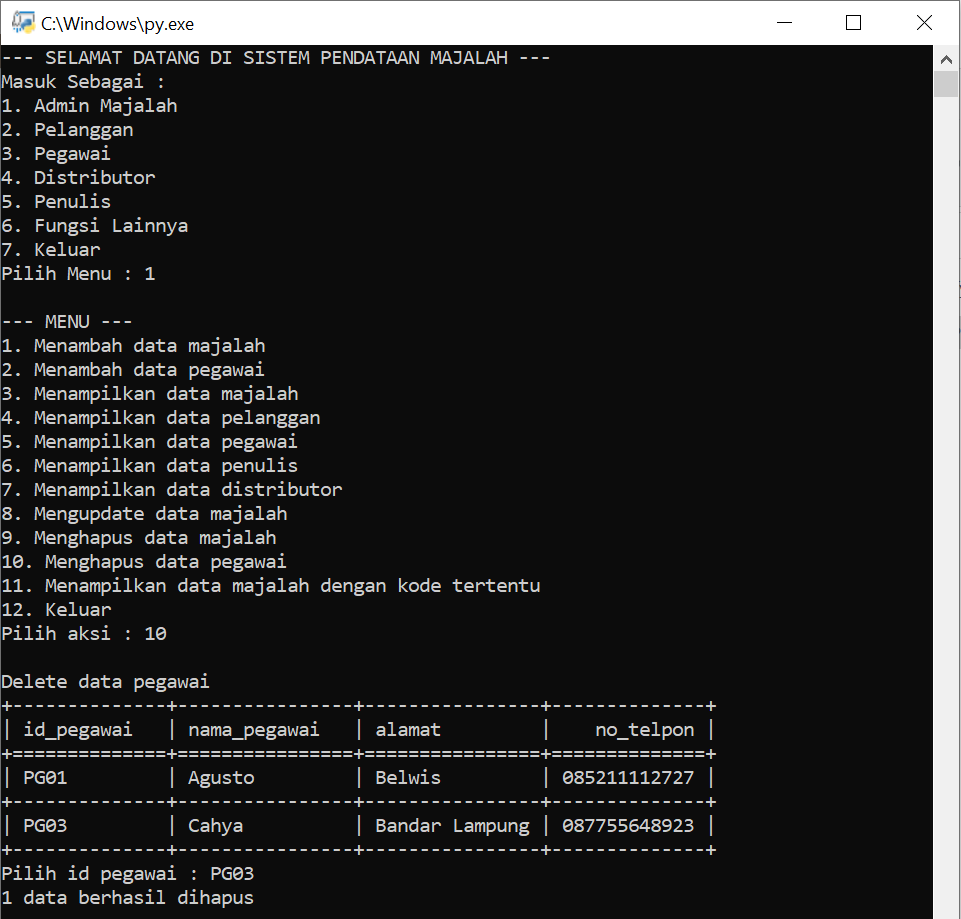 C:\Windows\py.exe
--- SELAMAT DATANG DI SISTEM PENDATAAN MAJALAH ---
Masuk Sebagai :
1. Admin Majalah
2. Pelanggan
3. Pegawai
4. Distributor
5. Penulis
6. Fungsi Lainnya
7. Keluar
Pilih Menu : 1

--- MENU ---
1. Menambah data majalah
2. Menambah data pegawai
3. Menampilkan data majalah
4. Menampilkan data pelanggan
5. Menampilkan data pegawai
6. Menampilkan data penulis
7. Menampilkan data distributor
8. Mengupdate data majalah
9. Menghapus data majalah
10. Menghapus data pegawai
11. Menampilkan data majalah dengan kode tertentu
12. Keluar
Pilih aksi : 10

Delete data pegawai
+--------------+----------------+----------------+--------------+
| id_pegawai   | nama_pegawai   | alamat         |    no_telpon |
+==============+================+================+==============+
| PG01         | Agusto         | Belwis         | 085211112727 |
+--------------+----------------+----------------+--------------+
| PG03         | Cahya          | Bandar Lampung | 087755648923 |
+--------------+----------------+----------------+--------------+
Pilih id pegawai : PG03
1 data berhasil dihapus